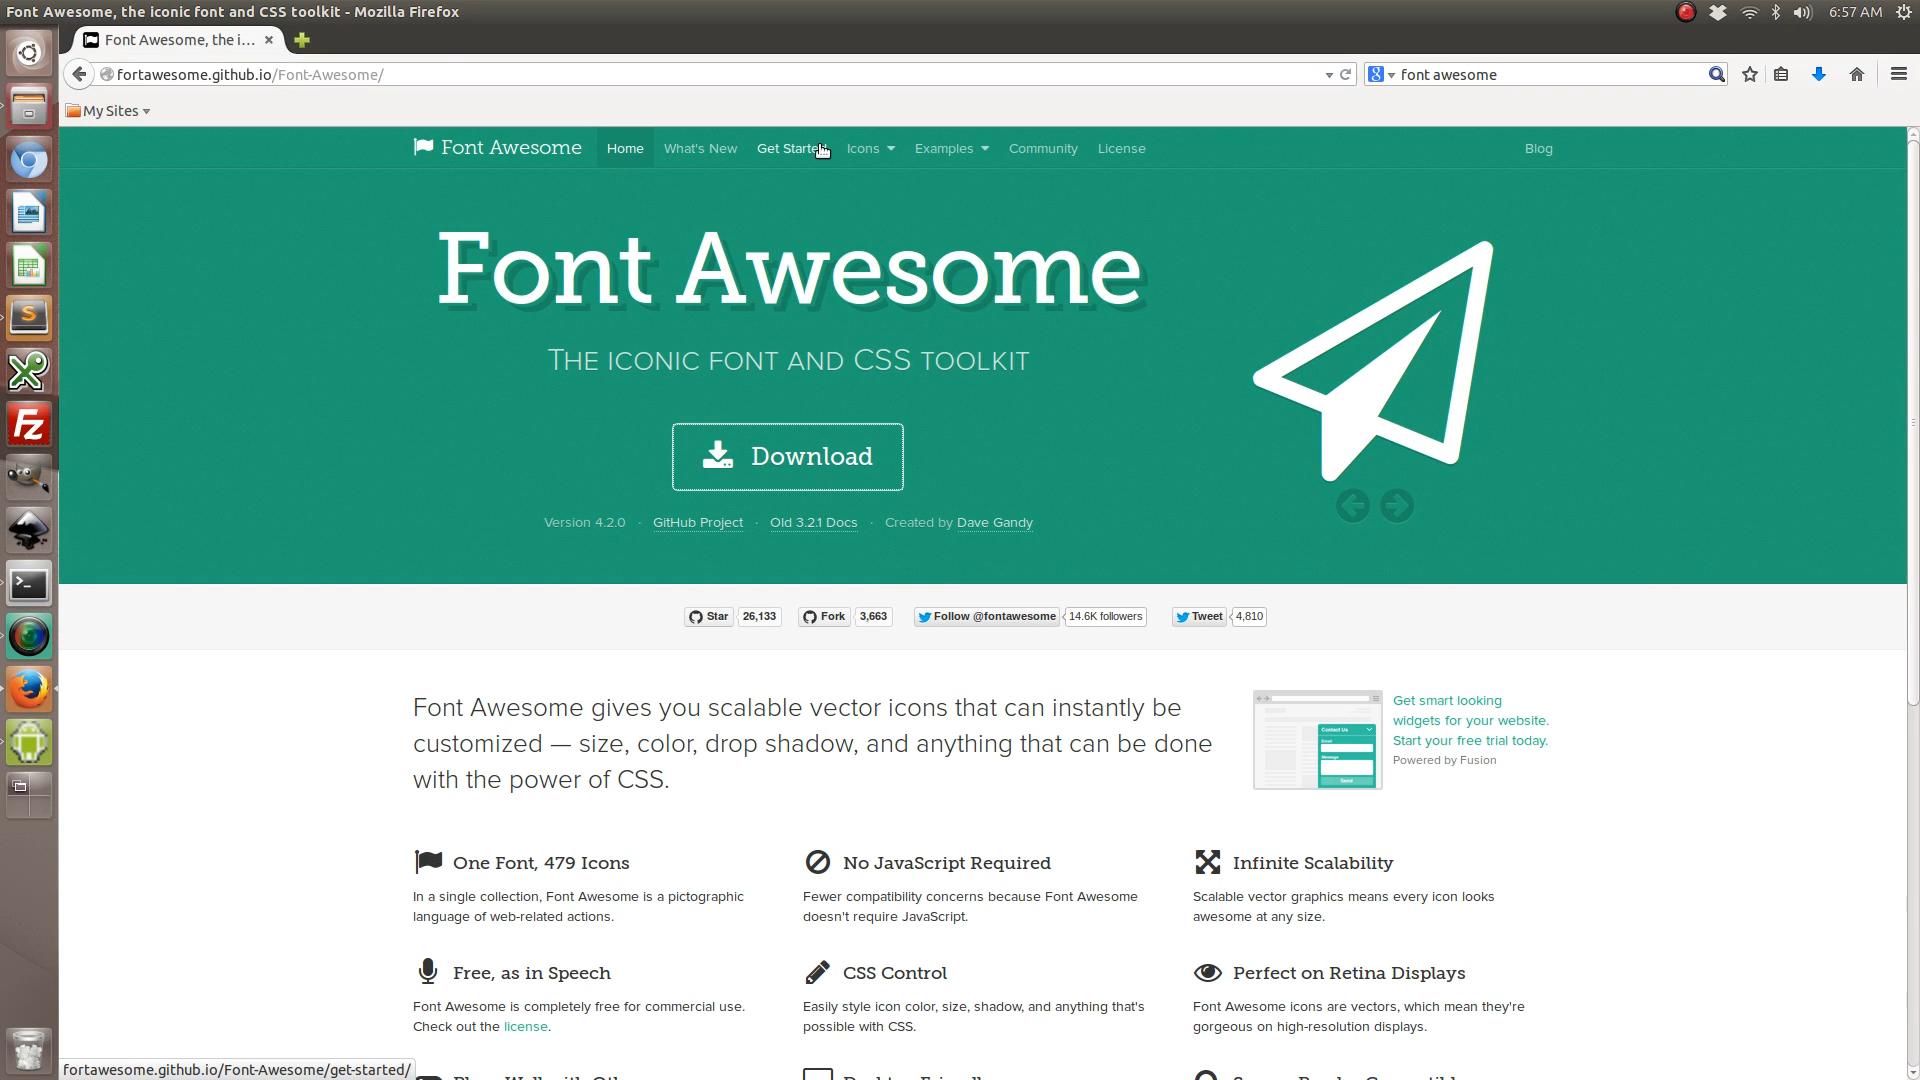 Font Awesome, the iconic font and CSS toolkit - Mozilla Firefox
6:57 AM
Font Awesome, the i...
fortawesome.github.io/Font-Awesome/
font awesome
My Sites
Font Awesome
Home
What's New
Get Started
Icons
Examples
Community
License
Blog
Font Awesome
The iconic font and CSS toolkit
Download
Version 4.2.0 · GitHub Project · Old 3.2.1 Docs · Created by Dave Gandy
Star 26,133
Fork 3,663
Follow @fontawesome 14.6K followers
Tweet 4,810
Font Awesome gives you scalable vector icons that can instantly be
customized — size, color, drop shadow, and anything that can be done
with the power of CSS.
Contact Us
Email
Message
Send
Get smart looking
widgets for your website.
Start your free trial today.
Powered by Fusion
One Font, 479 Icons
In a single collection, Font Awesome is a pictographic
language of web-related actions.
No JavaScript Required
Fewer compatibility concerns because Font Awesome
doesn't require JavaScript.
Infinite Scalability
Scalable vector graphics means every icon looks
awesome at any size.
Free, as in Speech
Font Awesome is completely free for commercial use.
Check out the license.
CSS Control
Easily style icon color, size, shadow, and anything that's
possible with CSS.
Perfect on Retina Displays
Font Awesome icons are vectors, which mean they're
gorgeous on high-resolution displays.
fortawesome.github.io/Font-Awesome/get-started/